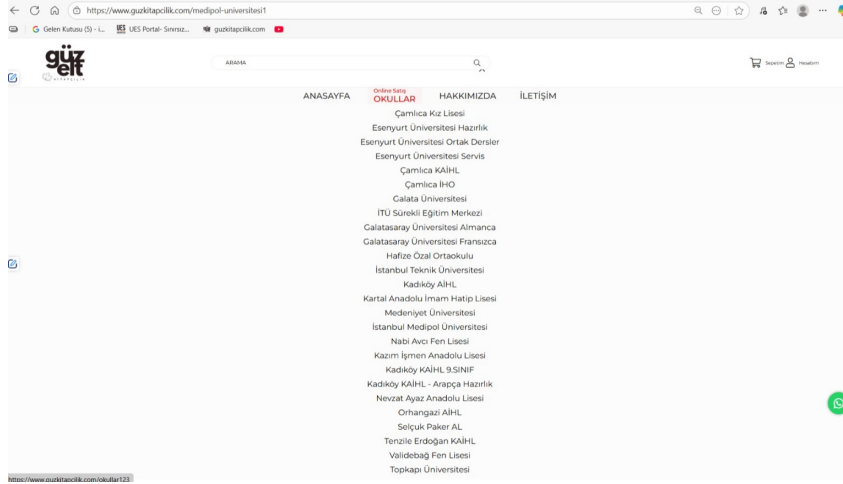 https://www.guzkitapcilik.com/medipol-universitesi1
G Gelen Kutusu (5) - i... UES UES Portal- Sınırsız... guzkitapcilik.com
güz
elt
KİTAPÇILIK
ARAMA
Sepetim Hesabım
ANASAYFA Online Satış OKULLAR HAKKIMIZDA İLETİŞİM
Çamlıca Kız Lisesi
Esenyurt Üniversitesi Hazırlık
Esenyurt Üniversitesi Ortak Dersler
Esenyurt Üniversitesi Servis
Çamlıca KAİHL
Çamlıca İHO
Galata Üniversitesi
İTÜ Sürekli Eğitim Merkezi
Galatasaray Üniversitesi Almanca
Galatasaray Üniversitesi Fransızca
Hafize Özal Ortaokulu
İstanbul Teknik Üniversitesi
Kadıköy AİHL
Kartal Anadolu İmam Hatip Lisesi
Medeniyet Üniversitesi
İstanbul Medipol Üniversitesi
Nabi Avcı Fen Lisesi
Kazım İşmen Anadolu Lisesi
Kadıköy KAİHL 9.SINIF
Kadıköy KAİHL - Arapça Hazırlık
Nevzat Ayaz Anadolu Lisesi
Orhangazi AİHL
Selçuk Paker AL
Tenzile Erdoğan KAİHL
Validebağ Fen Lisesi
Topkapı Üniversitesi
https://www.guzkitapcilik.com/okullar123